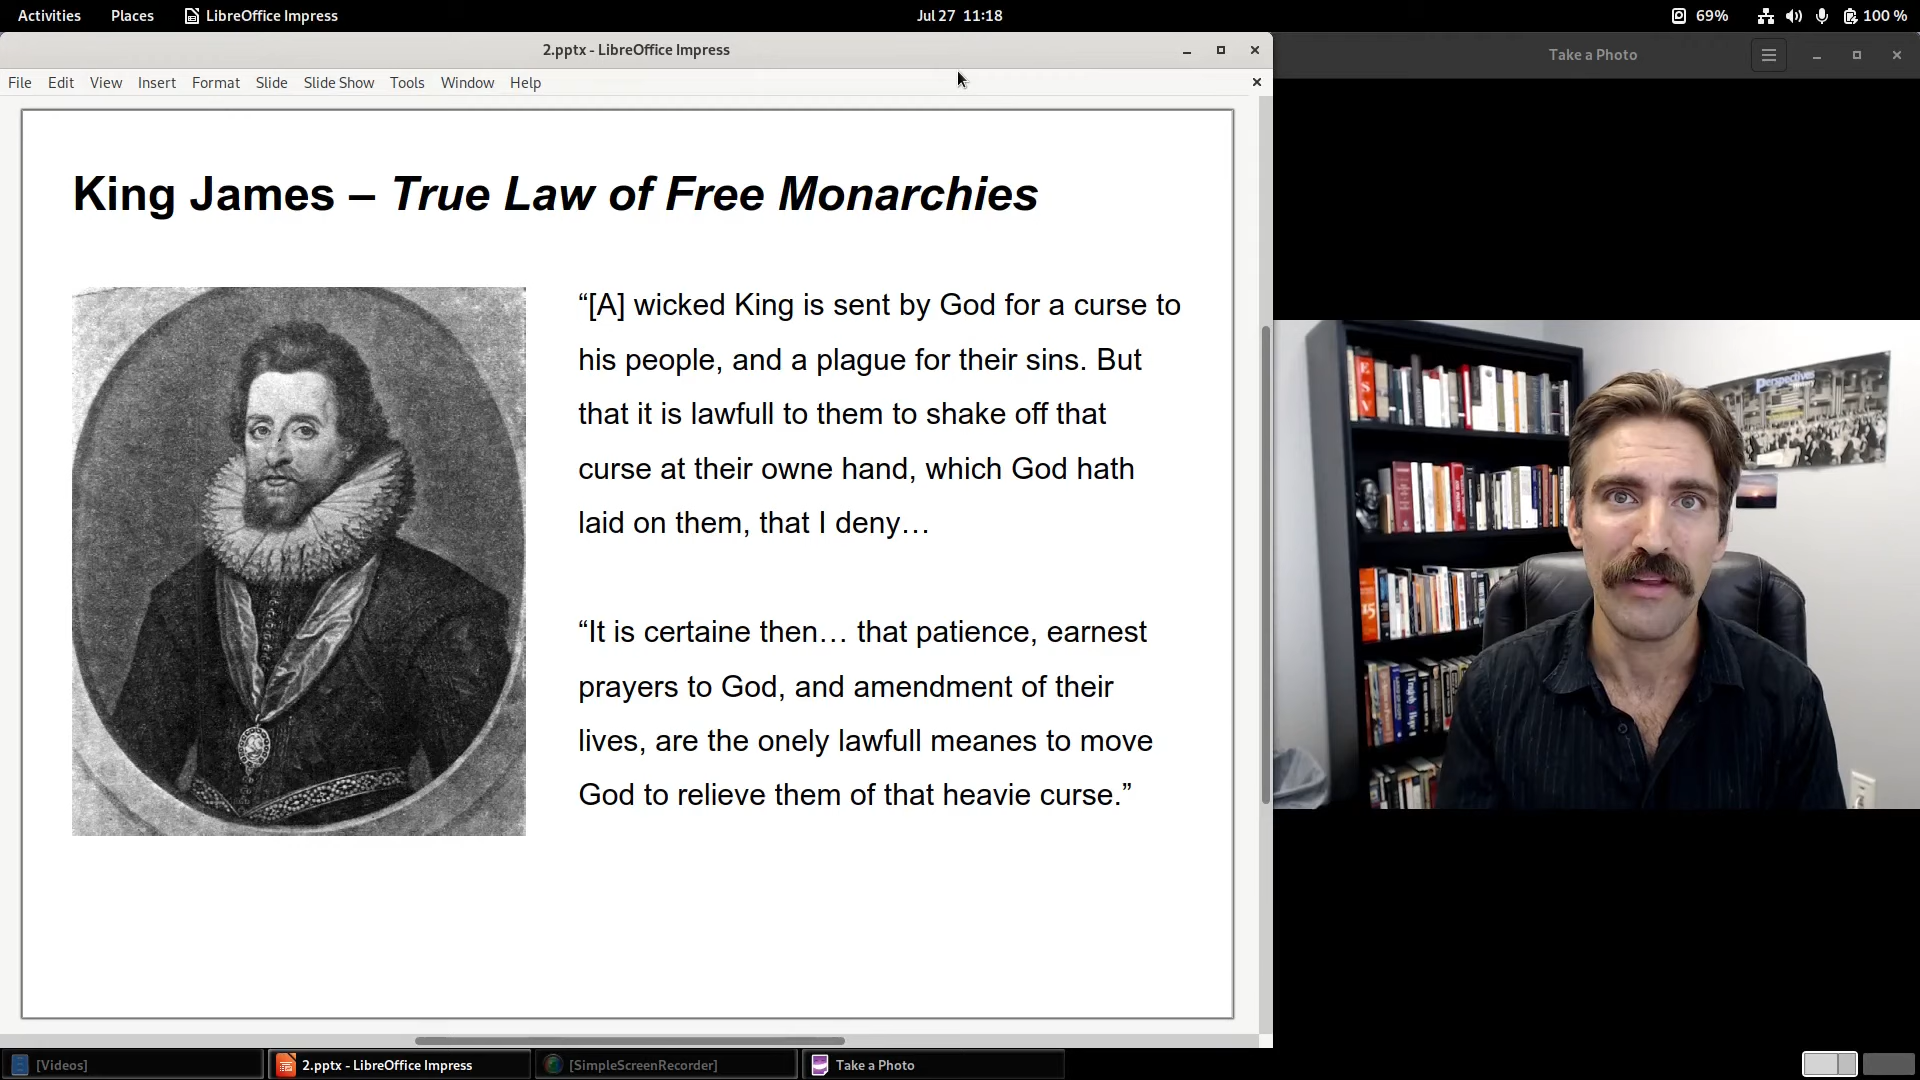 Activities Places LibreOffice Impress Jul 27 11:18 69% 100 %
2.pptx - LibreOffice Impress
Take a Photo
File Edit View Insert Format Slide Slide Show Tools Window Help
King James – True Law of Free Monarchies
“[A] wicked King is sent by God for a curse to
his people, and a plague for their sins. But
that it is lawfull to them to shake off that
curse at their owne hand, which God hath
laid on them, that I deny…
“It is certaine then… that patience, earnest
prayers to God, and amendment of their
lives, are the onely lawfull meanes to move
God to relieve them of that heavie curse.”
Perspectives
ESV
15
[Videos] 2.pptx - LibreOffice Impress [SimpleScreenRecorder] Take a Photo